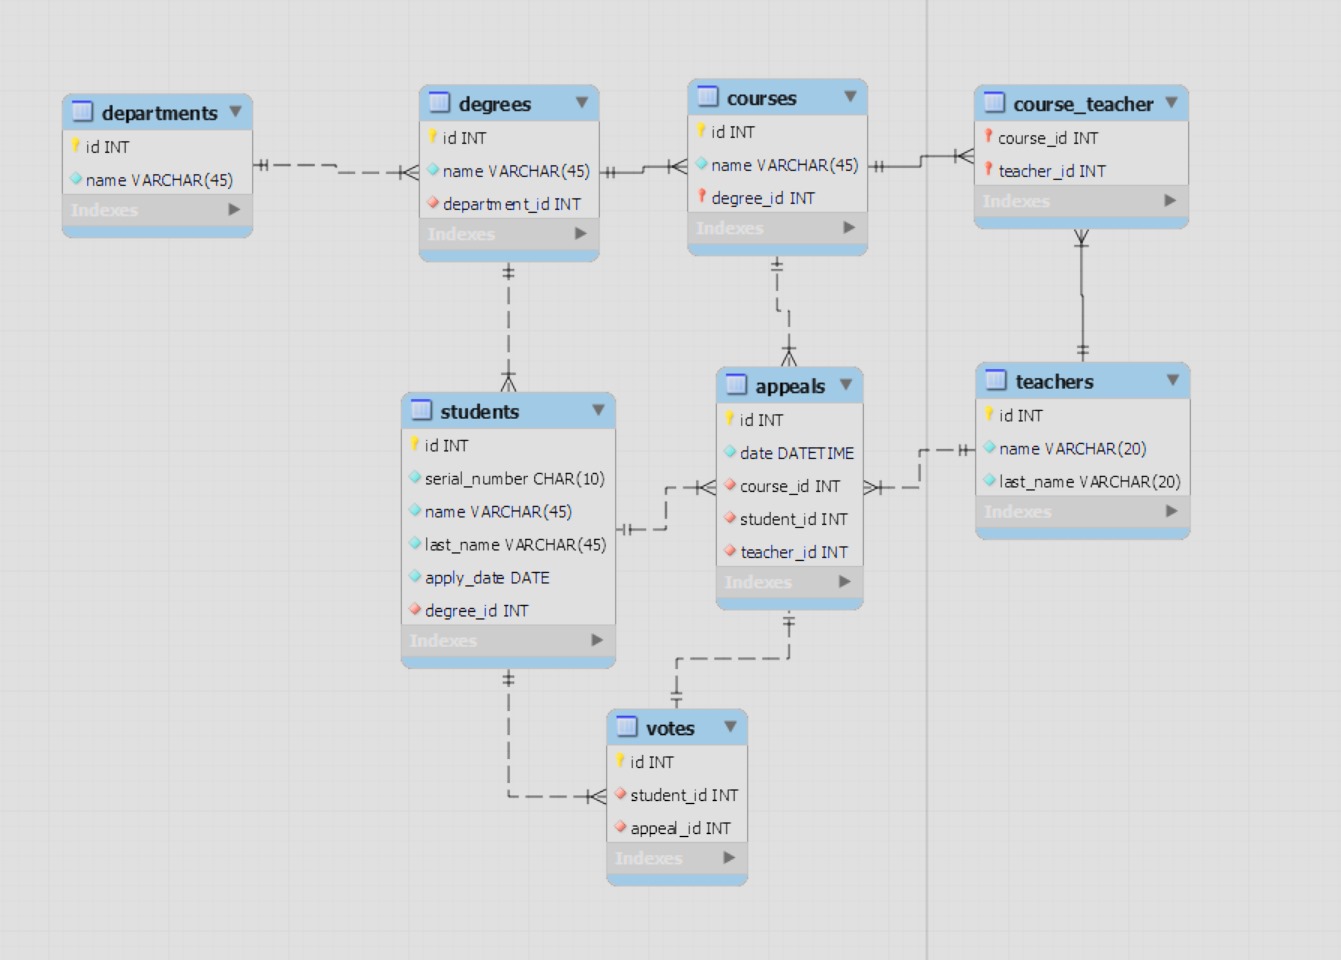 departments
id INT
name VARCHAR(45)
Indexes
degrees
id INT
name VARCHAR(45)
department_id INT
Indexes
courses
id INT
name VARCHAR(45)
degree_id INT
Indexes
course_teacher
course_id INT
teacher_id INT
Indexes
students
id INT
serial_number CHAR(10)
name VARCHAR(45)
last_name VARCHAR(45)
apply_date DATE
degree_id INT
Indexes
appeals
id INT
date DATETIME
course_id INT
student_id INT
teacher_id INT
Indexes
teachers
id INT
name VARCHAR(20)
last_name VARCHAR(20)
Indexes
votes
id INT
student_id INT
appeal_id INT
Indexes